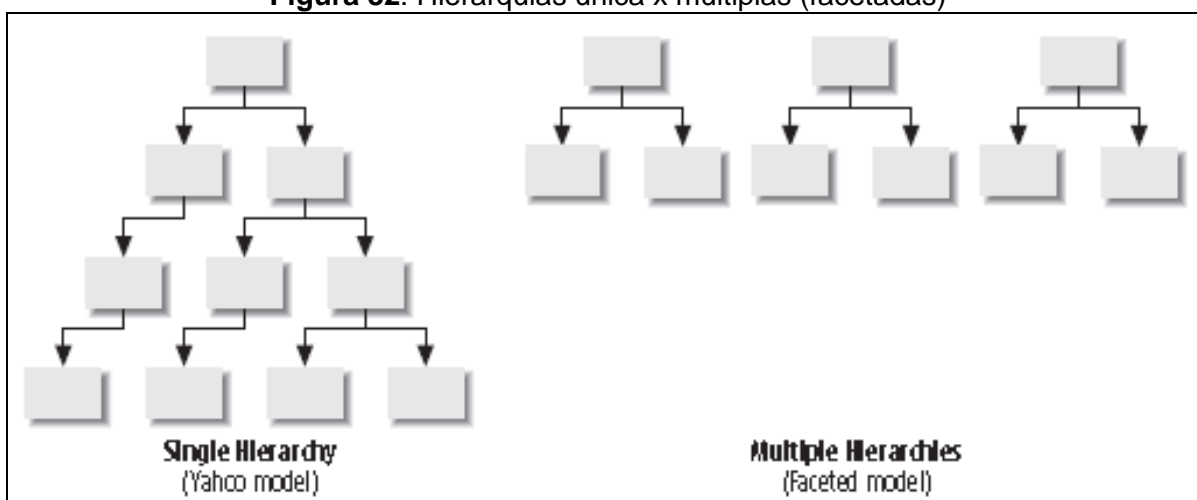 Figura 32. Hierarquias única x múltiplas (facetadas)
Single Hierarchy
(Yahoo model)
Multiple Hierarchies
(Faceted model)